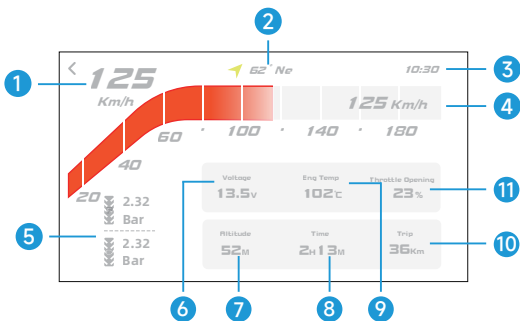 2
125
62° Ne
10:30
3
1
Km/h
125 Km/h
4
20
40
60
100
140
180
Voltage
Eng Temp
Throttle Opening
13.5V
102℃
23%
11
2.32
Bar
5
2.32
Bar
Altitude
Time
Trip
52M
2H13M
36Km
10
6
7
8
9